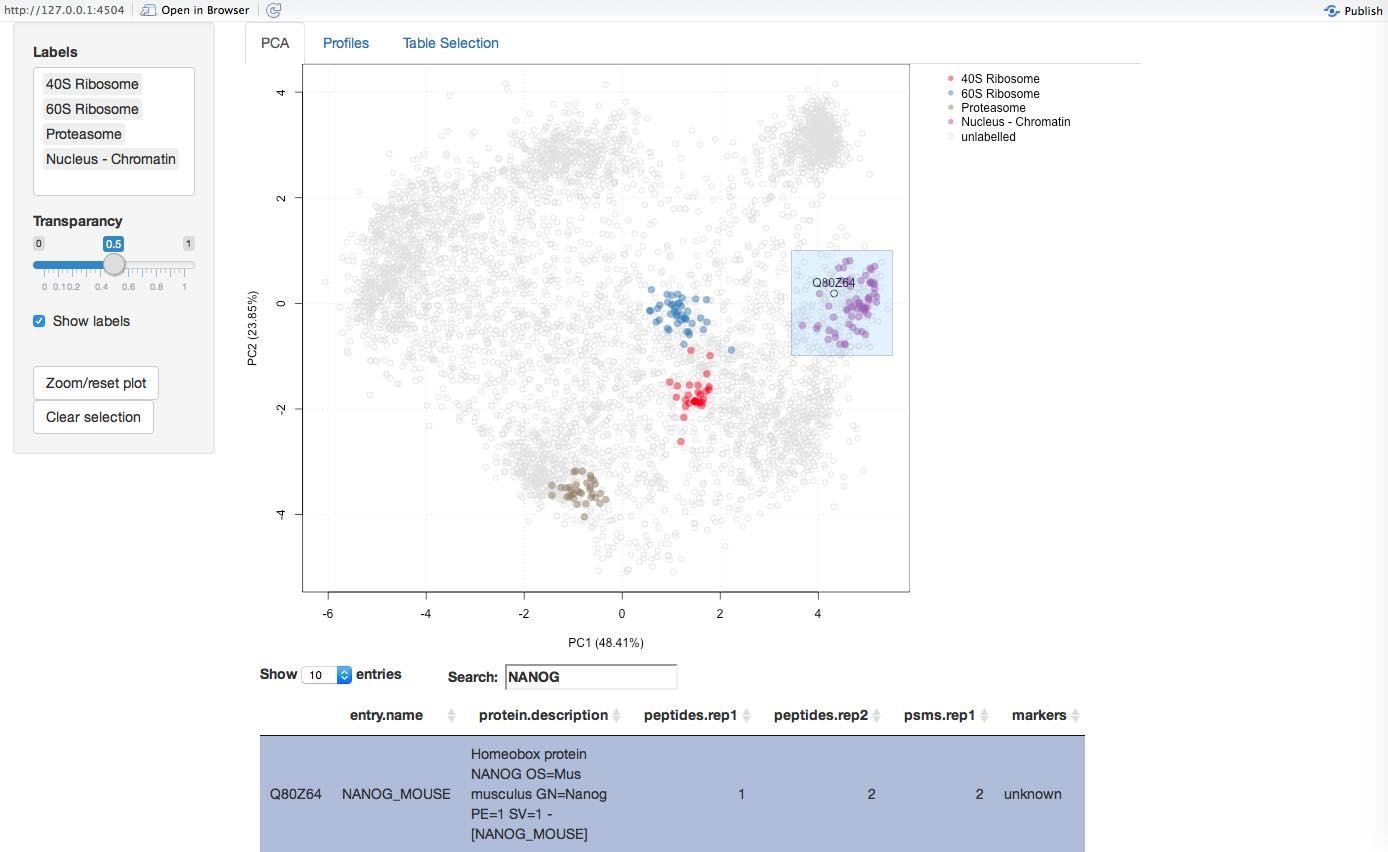 http://127.0.0.1:4504 Open in Browser Publish
Labels
40S Ribosome
60S Ribosome
Proteasome
Nucleus - Chromatin
Transparancy
0 0.5 1
0 0.1 0.2 0.4 0.6 0.8 1
Show labels
Zoom/reset plot
Clear selection
PCA Profiles Table Selection
40S Ribosome
60S Ribosome
Proteasome
Nucleus - Chromatin
unlabelled
4
2
0
-2
-4
PC2 (23.85%)
Q80Z64
-6 -4 -2 0 2 4
PC1 (48.41%)
Show 10 entries Search: NANOG
entry.name protein.description peptides.rep1 peptides.rep2 psms.rep1 markers
Homeobox protein
NANOG OS=Mus
Q80Z64 NANOG_MOUSE musculus GN=Nanog 1 2 2 unknown
PE=1 SV=1 -
[NANOG_MOUSE]